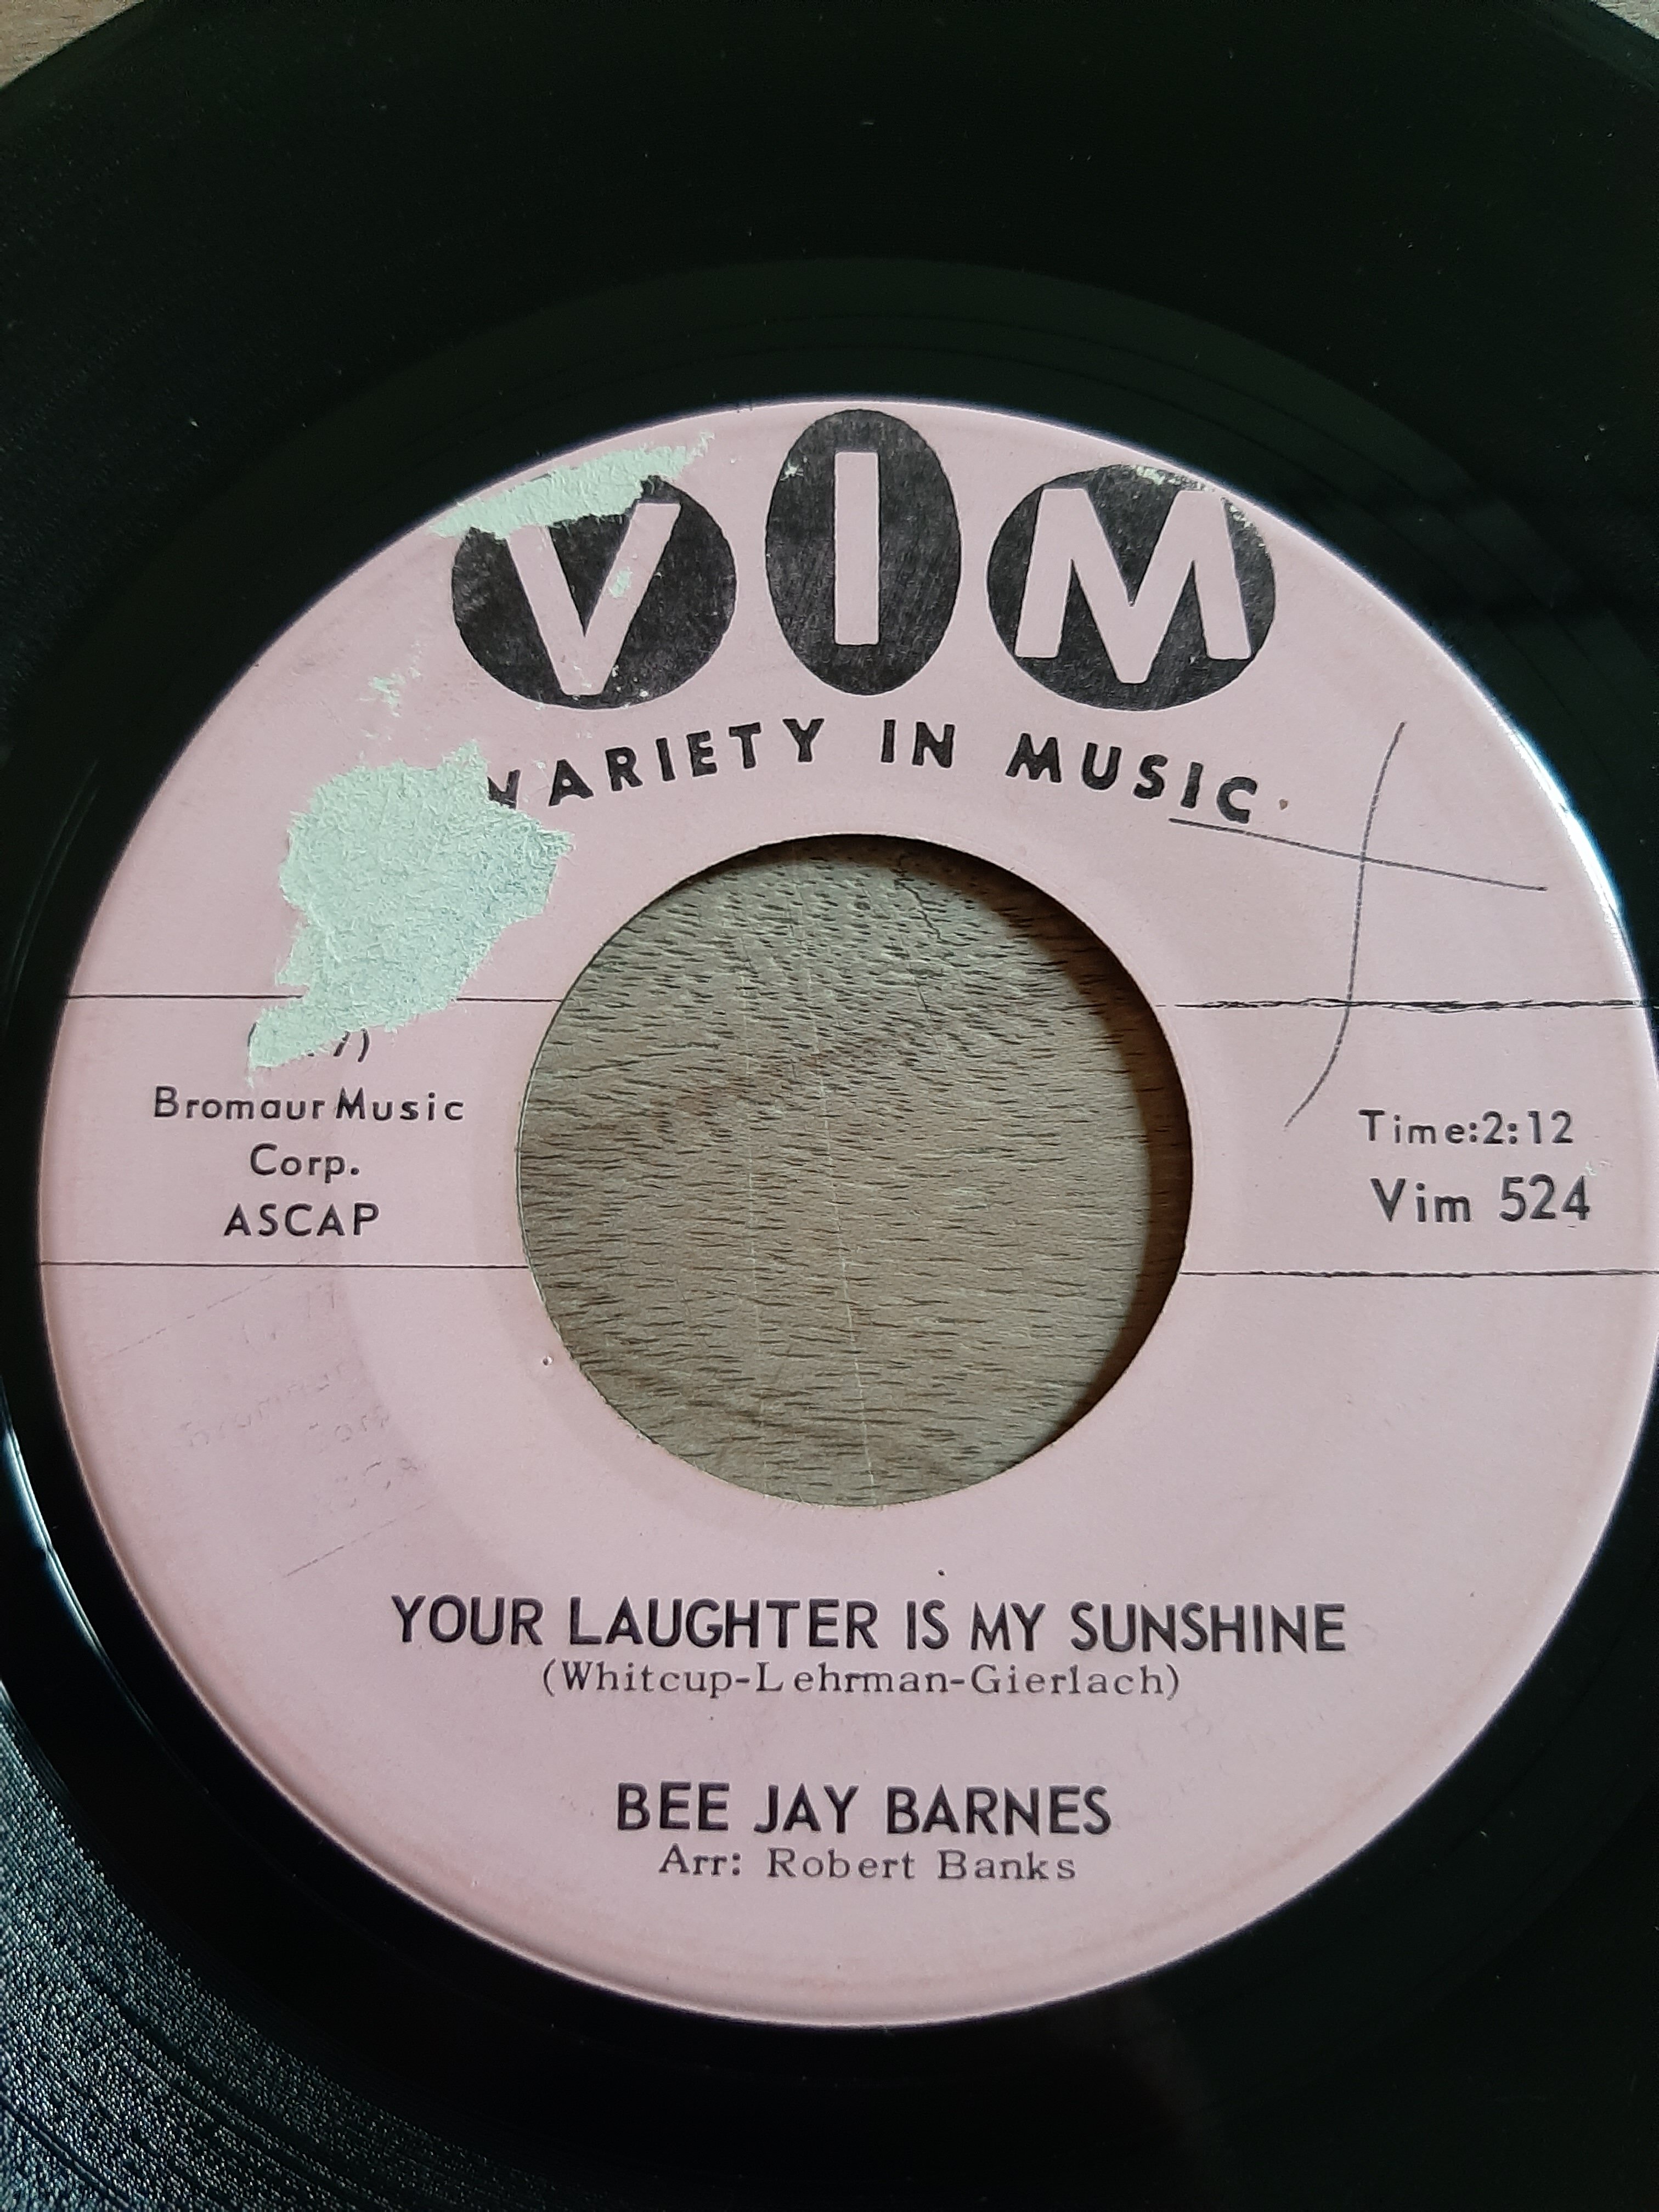 VIM
VARIETY IN MUSIC
Bromaur Music
Corp.
ASCAP
Time:2:12
Vim 524
YOUR LAUGHTER IS MY SUNSHINE
(Whitcup-Lehrman-Gierlach)
BEE JAY BARNES
Arr: Robert Banks